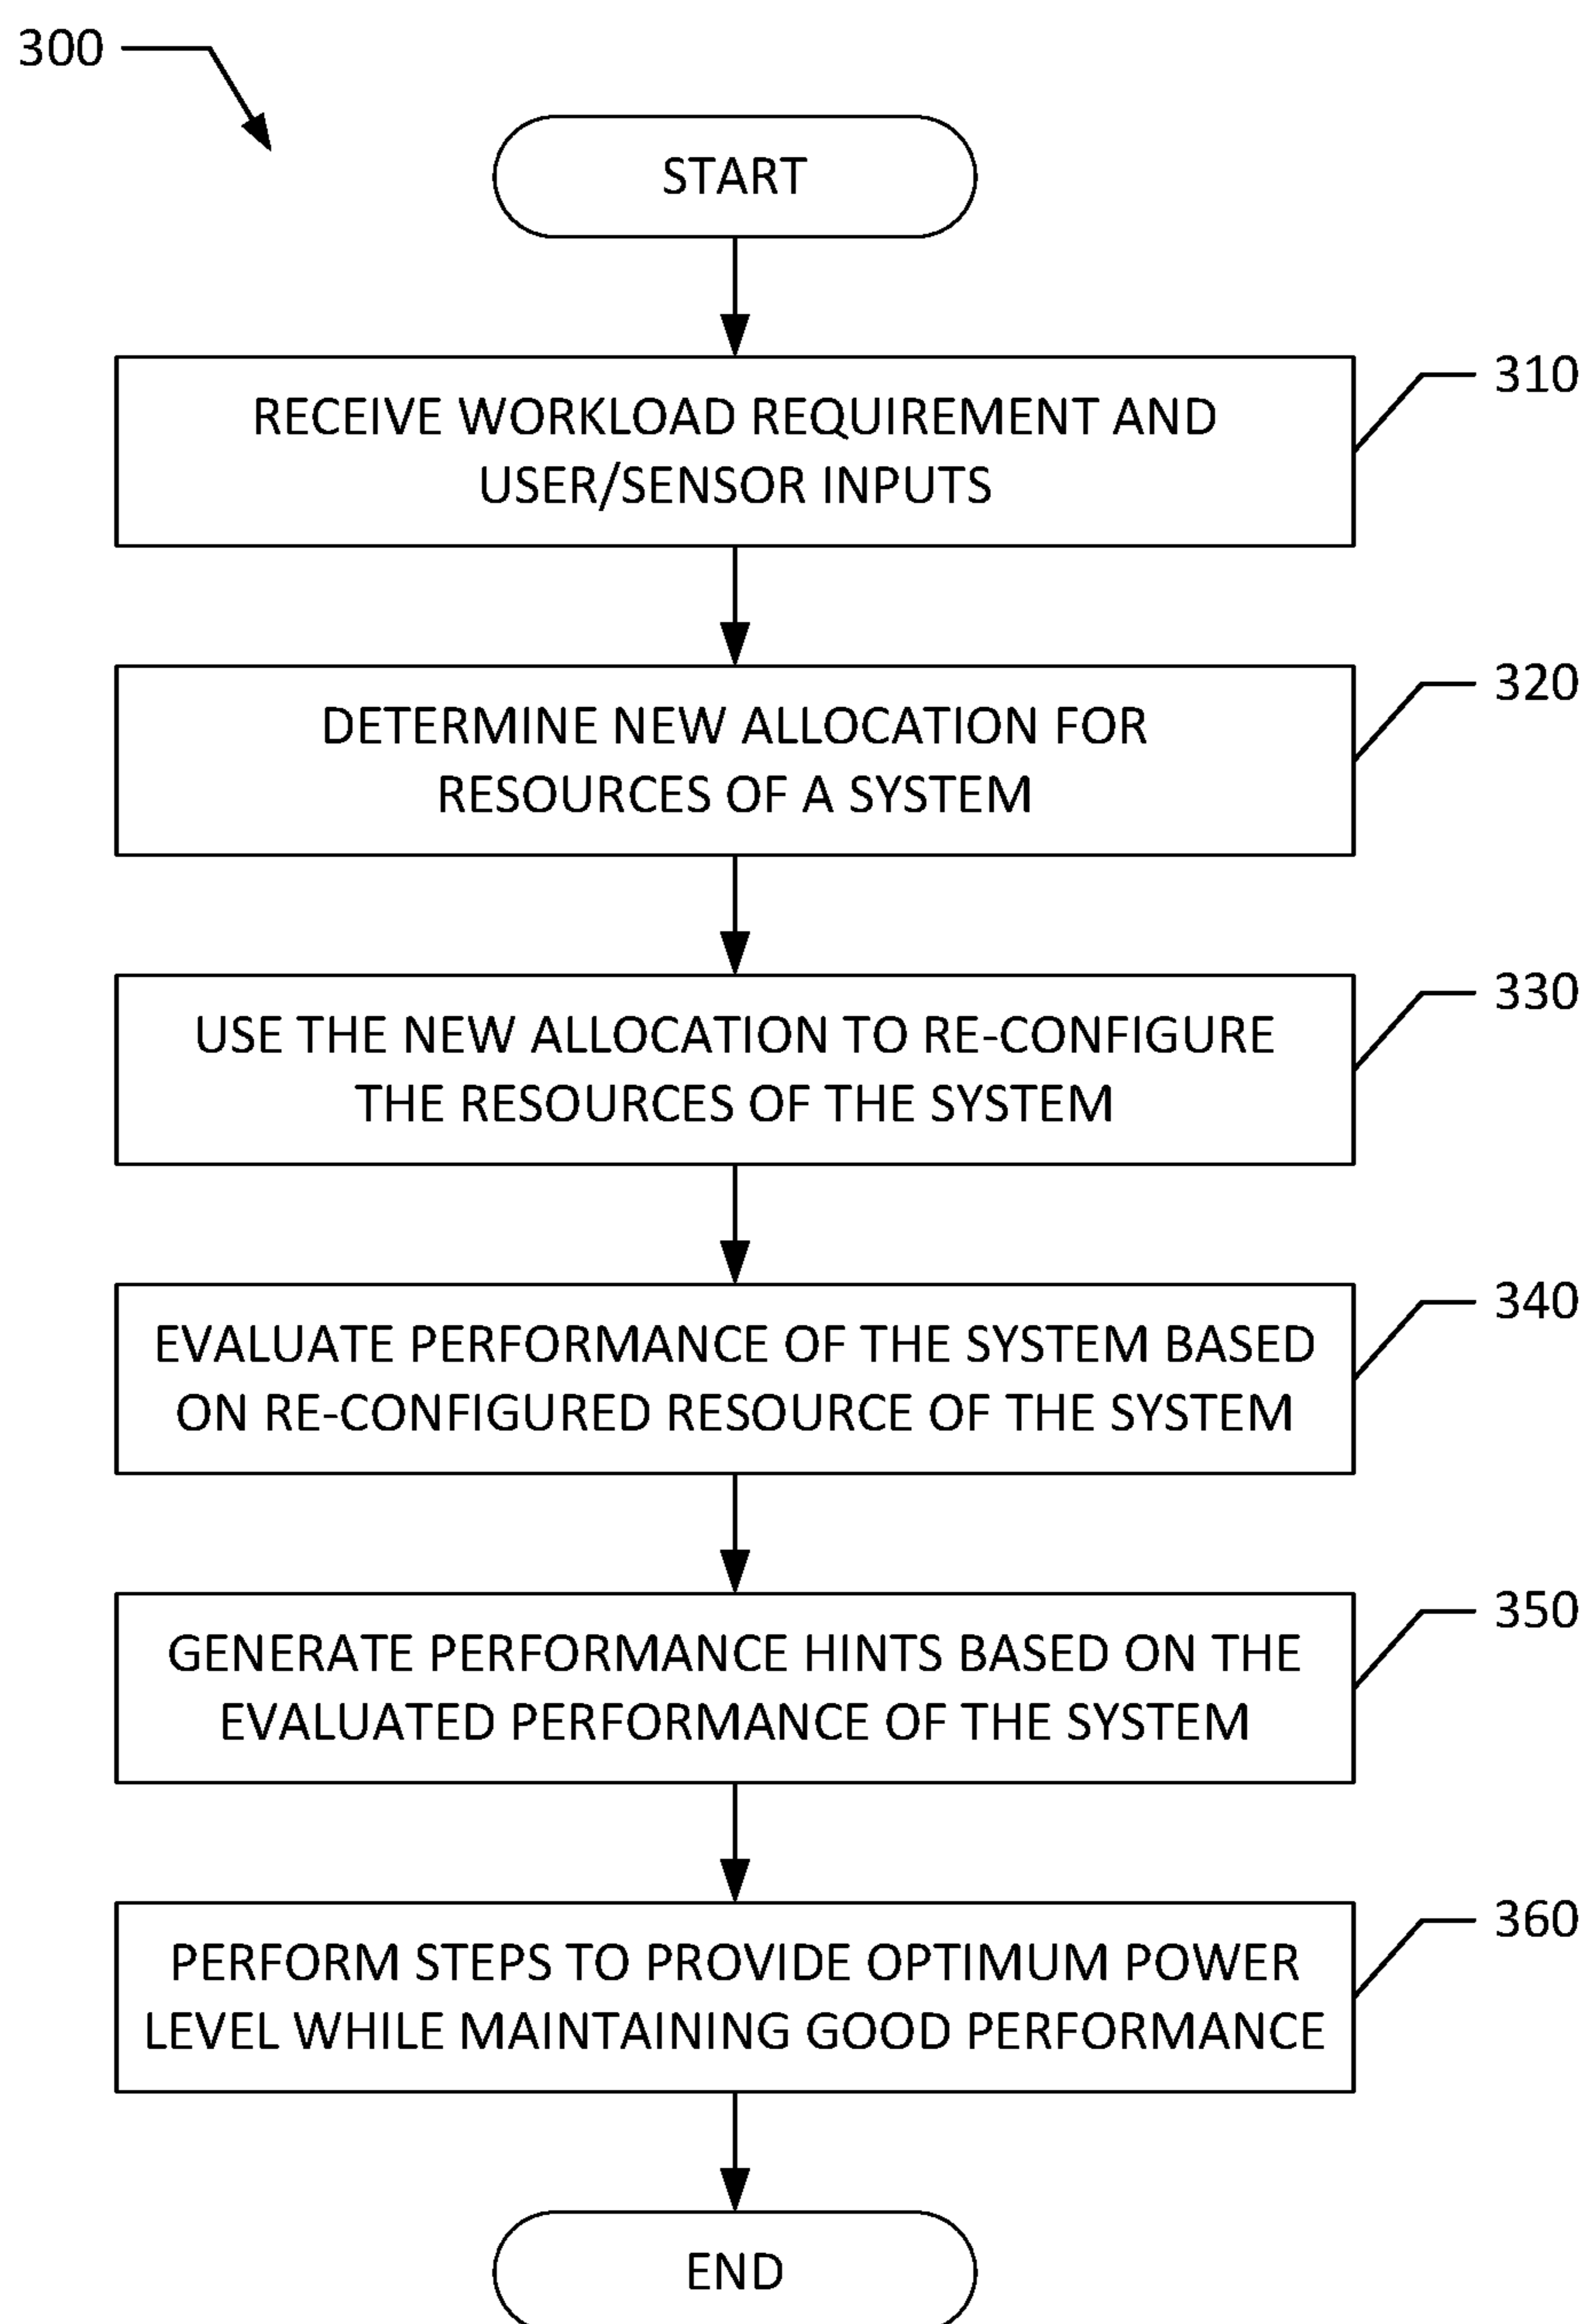 300
START
RECEIVE WORKLOAD REQUIREMENT AND
USER/SENSOR INPUTS
310
DETERMINE NEW ALLOCATION FOR
RESOURCES OF A SYSTEM
320
USE THE NEW ALLOCATION TO RE-CONFIGURE
THE RESOURCES OF THE SYSTEM
330
EVALUATE PERFORMANCE OF THE SYSTEM BASED
ON RE-CONFIGURED RESOURCE OF THE SYSTEM
340
GENERATE PERFORMANCE HINTS BASED ON THE
EVALUATED PERFORMANCE OF THE SYSTEM
350
PERFORM STEPS TO PROVIDE OPTIMUM POWER
LEVEL WHILE MAINTAINING GOOD PERFORMANCE
360
END